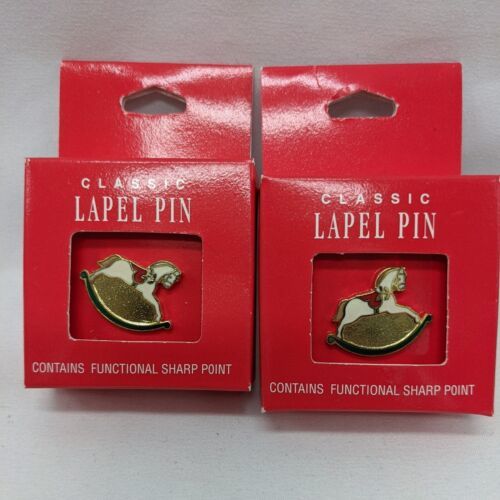 CLASSIC
LAPEL PIN
CONTAINS FUNCTIONAL SHARP POINT
CLASSIC
LAPEL PIN
CONTAINS FUNCTIONAL SHARP POINT